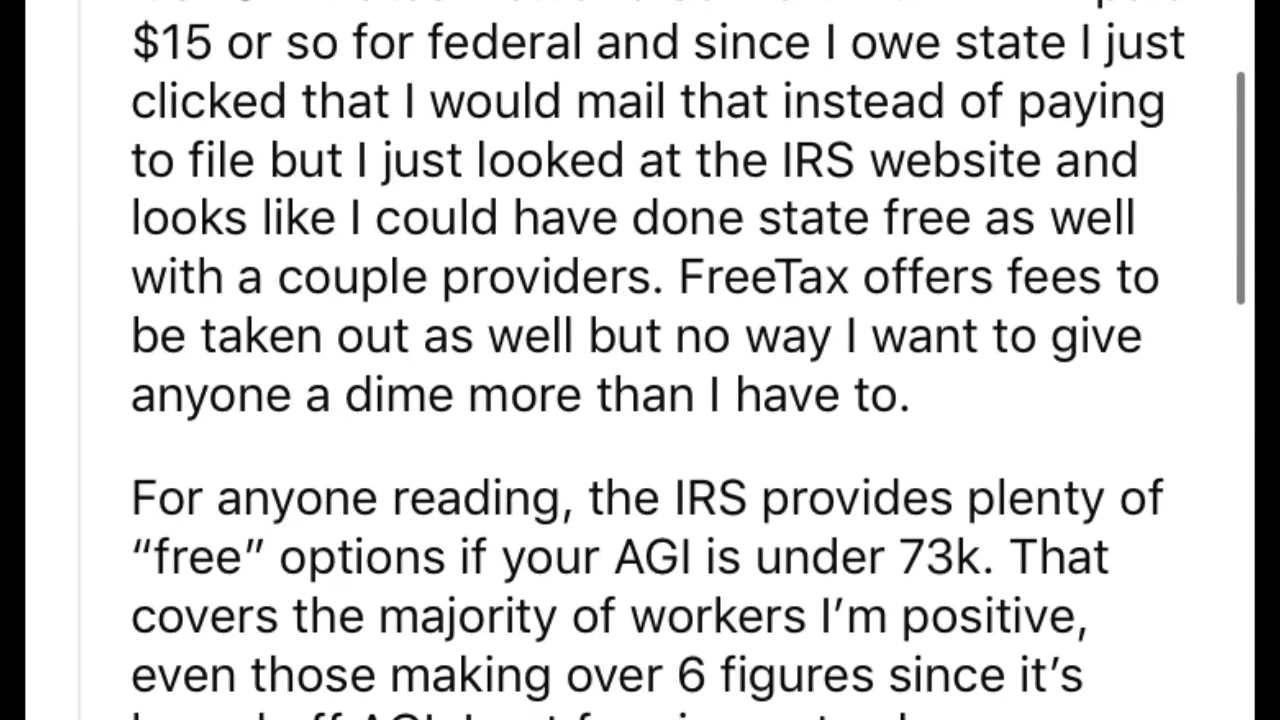 $15 or so for federal and since I owe state I just
clicked that I would mail that instead of paying
to file but I just looked at the IRS website and
looks like I could have done state free as well
with a couple providers. FreeTax offers fees to
be taken out as well but no way I want to give
anyone a dime more than I have to.
For anyone reading, the IRS provides plenty of
“free” options if your AGI is under 73k. That
covers the majority of workers I’m positive,
even those making over 6 figures since it’s